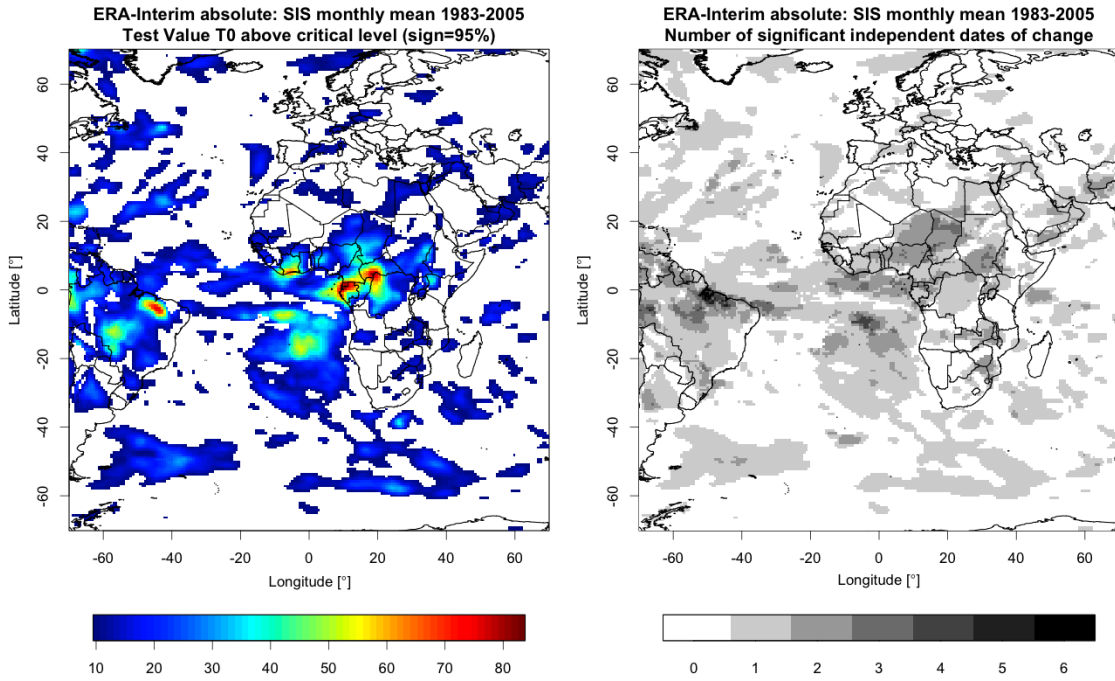 ERA-Interim absolute: SIS monthly mean 1983-2005
Test Value T0 above critical level (sign=95%)
60
40
20
0
-20
-40
-60
Latitude [°]
-60 -40 -20 0 20 40 60
Longitude [°]
10 20 30 40 50 60 70 80
ERA-Interim absolute: SIS monthly mean 1983-2005
Number of significant independent dates of change
60
40
20
0
-20
-40
-60
Latitude [°]
-60 -40 -20 0 20 40 60
Longitude [°]
0 1 2 3 4 5 6